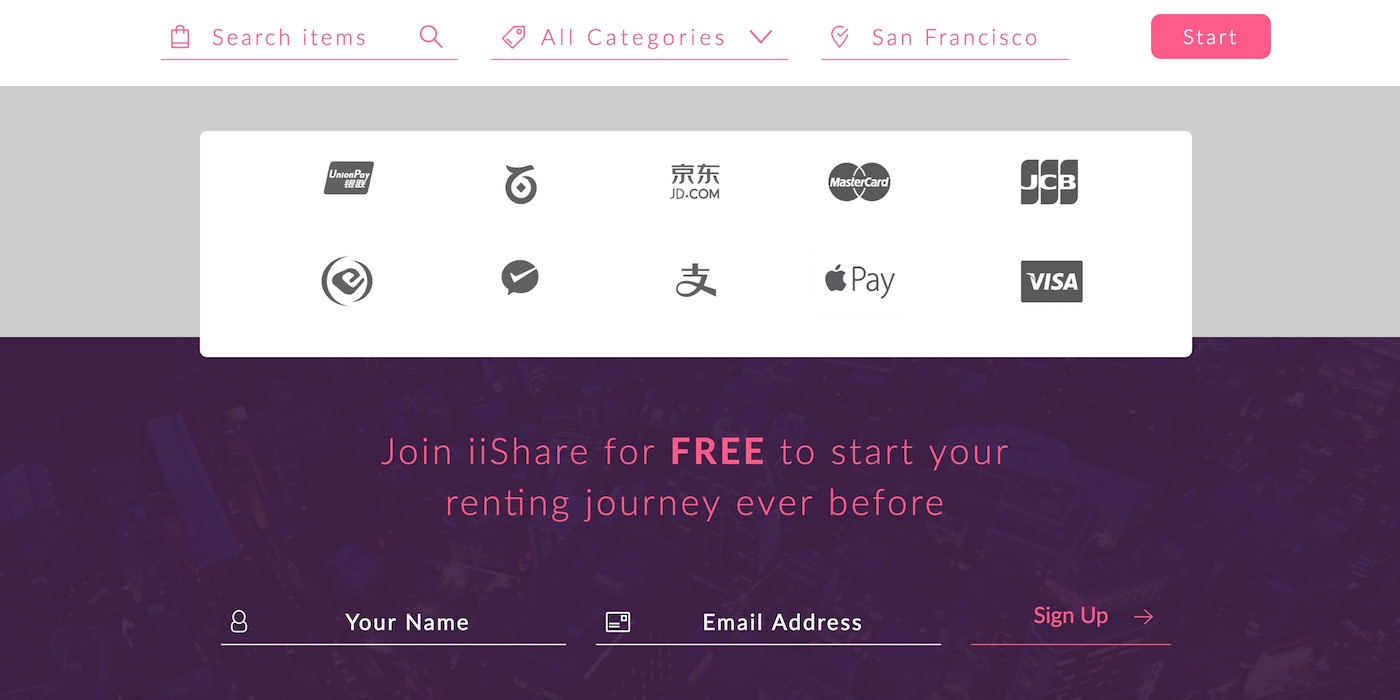 Search items
All Categories
San Francisco
Start
UnionPay
银联
京东
JD.COM
MasterCard
JCB
支
Pay
VISA
Join iiShare for FREE to start your
renting journey ever before
Your Name
Email Address
Sign Up